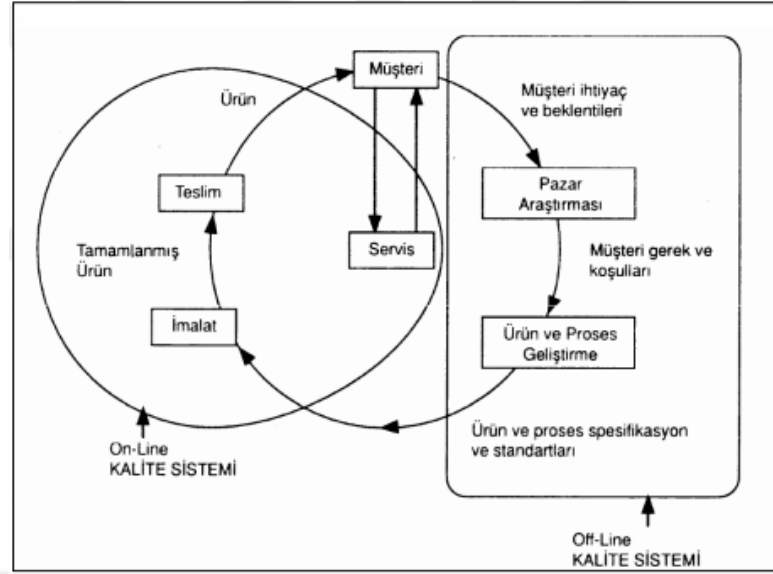 Müşteri
Ürün
Müşteri ihtiyaç
ve beklentileri
Teslim
Pazar
Araştırması
Tamamlanmış
Ürün
Servis
Müşteri gerek ve
koşulları
İmalat
Ürün ve Proses
Geliştirme
Ürün ve proses spesifikasyon
ve standartları
On-Line
KALİTE SİSTEMİ
Off-Line
KALİTE SİSTEMİ